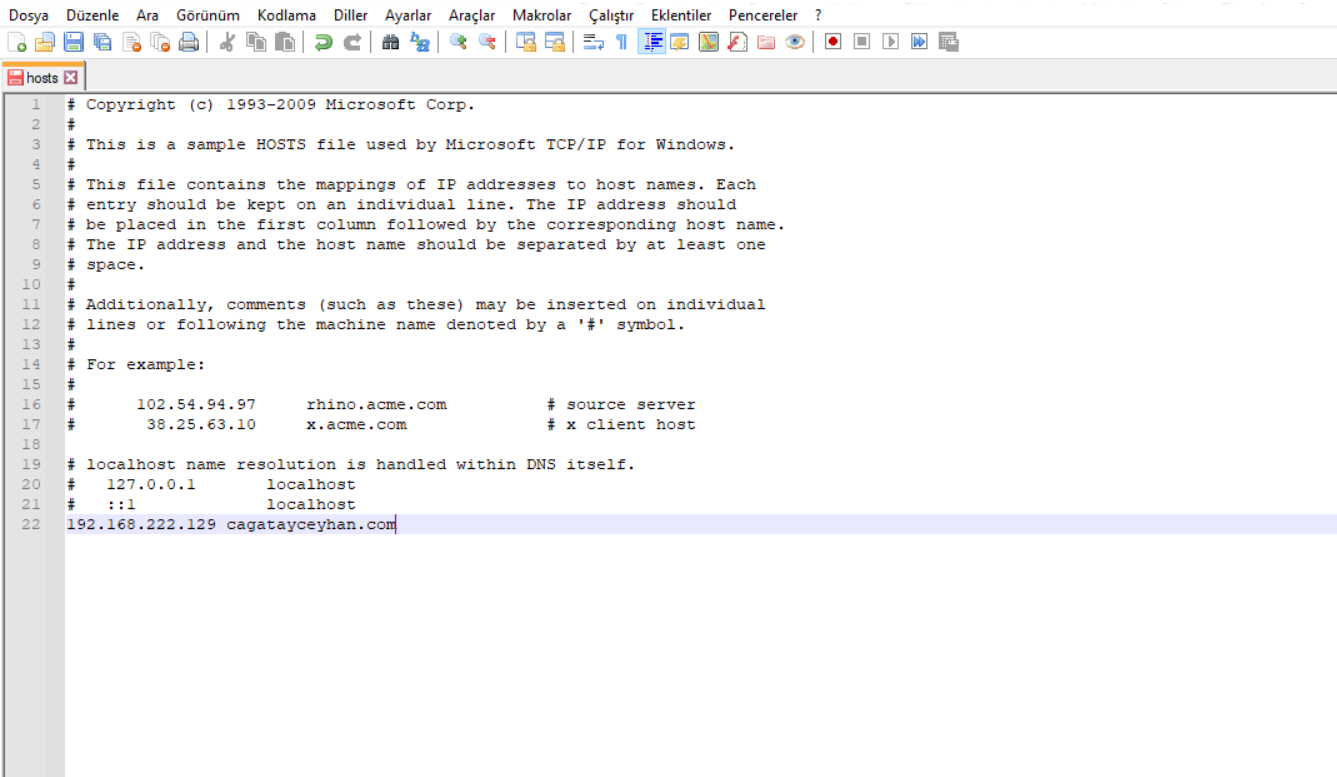 Dosya Düzenle Ara Görünüm Kodlama Diller Ayarlar Araçlar Makrolar Çalıştır Eklentiler Pencereler ?
hosts
1 # Copyright (c) 1993-2009 Microsoft Corp.
2 #
3 # This is a sample HOSTS file used by Microsoft TCP/IP for Windows.
4 #
5 # This file contains the mappings of IP addresses to host names. Each
6 # entry should be kept on an individual line. The IP address should
7 # be placed in the first column followed by the corresponding host name.
8 # The IP address and the host name should be separated by at least one
9 # space.
10 #
11 # Additionally, comments (such as these) may be inserted on individual
12 # lines or following the machine name denoted by a '#' symbol.
13 #
14 # For example:
15 #
16 #      102.54.94.97     rhino.acme.com          # source server
17 #       38.25.63.10     x.acme.com              # x client host
18
19 # localhost name resolution is handled within DNS itself.
20 #   127.0.0.1       localhost
21 #   ::1             localhost
22 192.168.222.129 cagatayceyhan.com